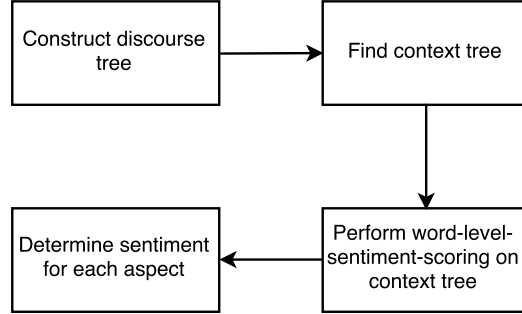 Construct discourse
tree
Find context tree
Perform word-level-
sentiment-scoring on
context tree
Determine sentiment
for each aspect